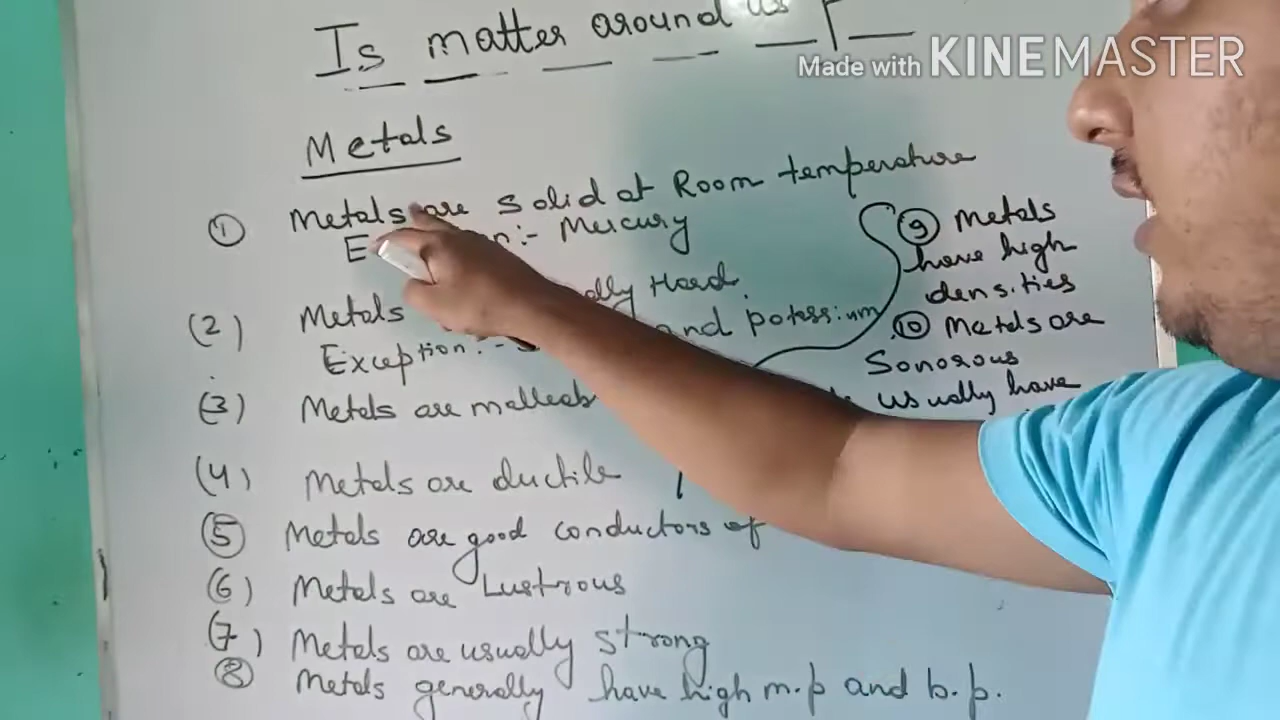 Is matter around us P
Made with KINEMASTER
Metals
① Metals are solid at Room temperature
:- Mercury
(2) Metals Hard.
Exception :- and potassium
(3) Metals are
(4) Metals are ductile
⑤ Metals are good conductors of
(6) Metals are Lustrous
(7) Metals are usually strong
⑧ Metals generally have high m.p and b.p.
⑨ Metals
have high
densities
⑩ Metals are
Sonorous
usually have